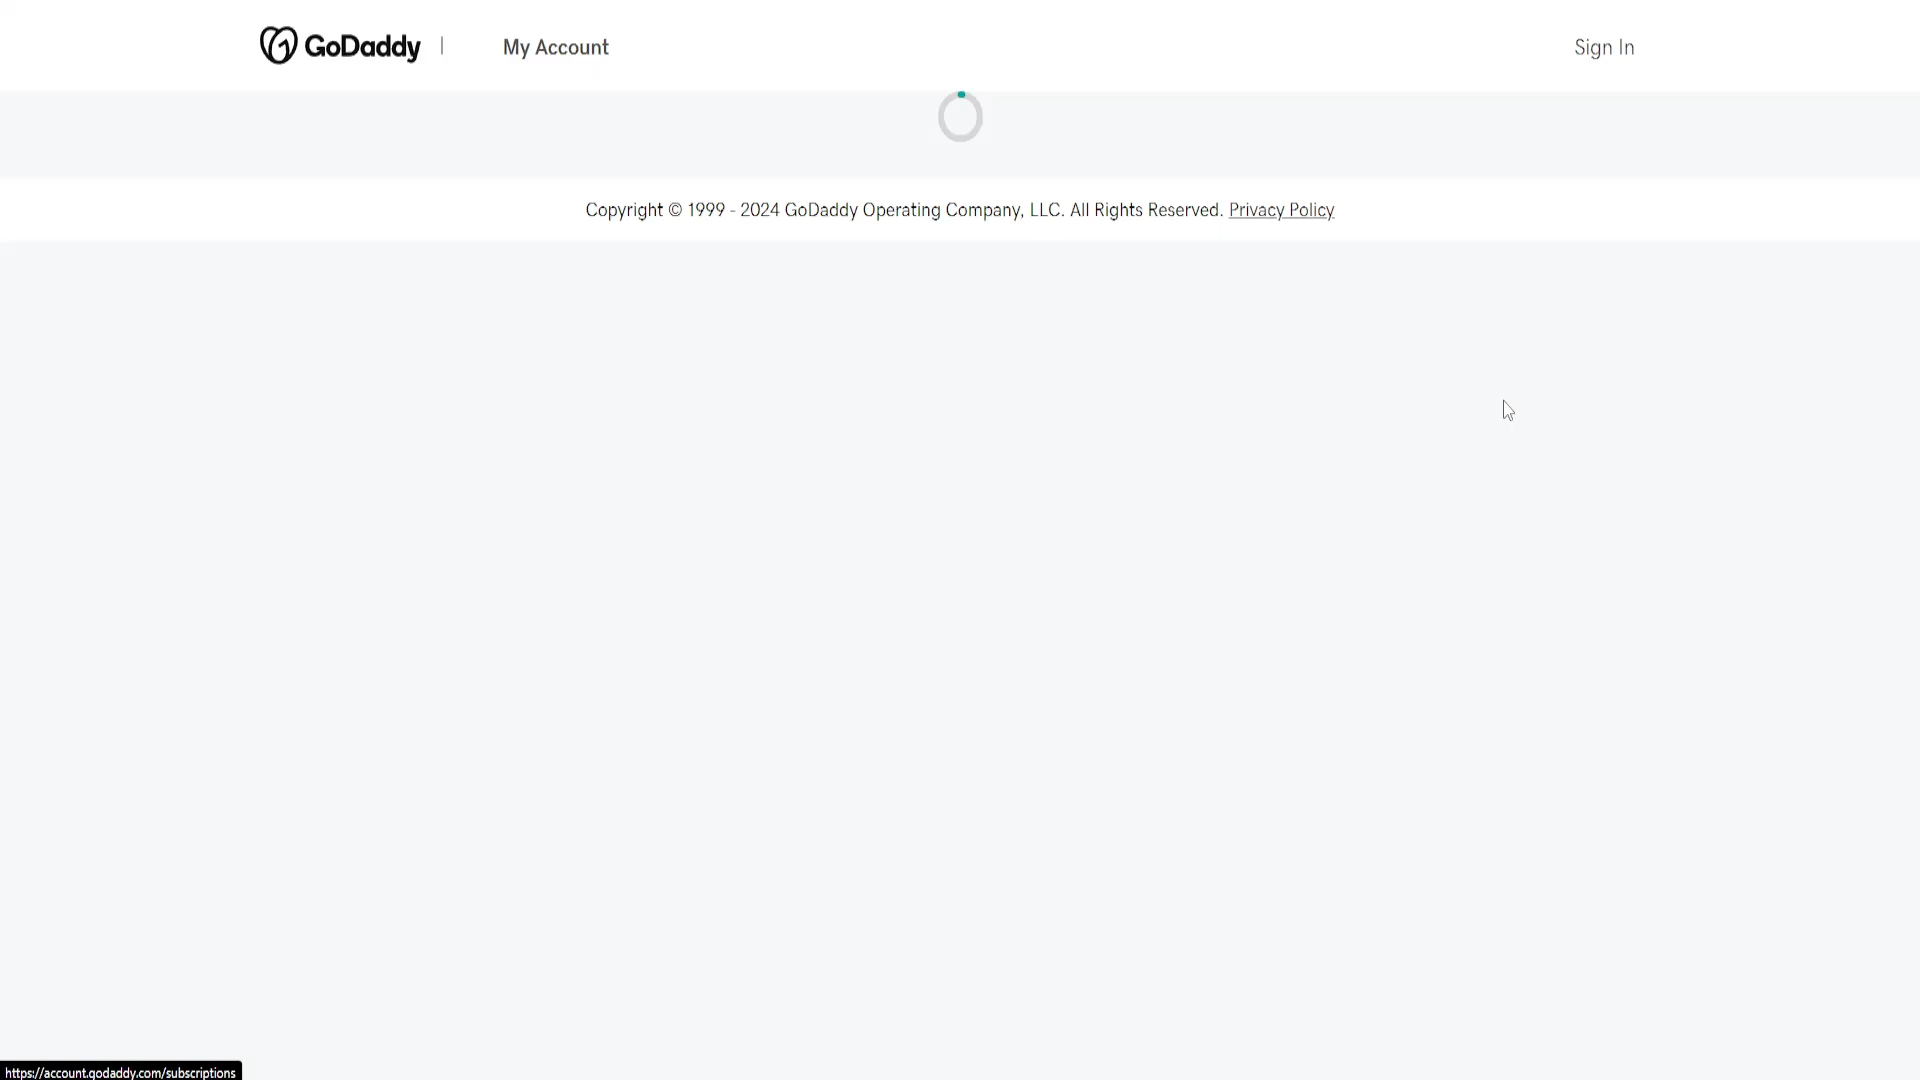 GoDaddy | My Account Sign In
Copyright © 1999 - 2024 GoDaddy Operating Company, LLC. All Rights Reserved. Privacy Policy
https://account.godaddy.com/subscriptions